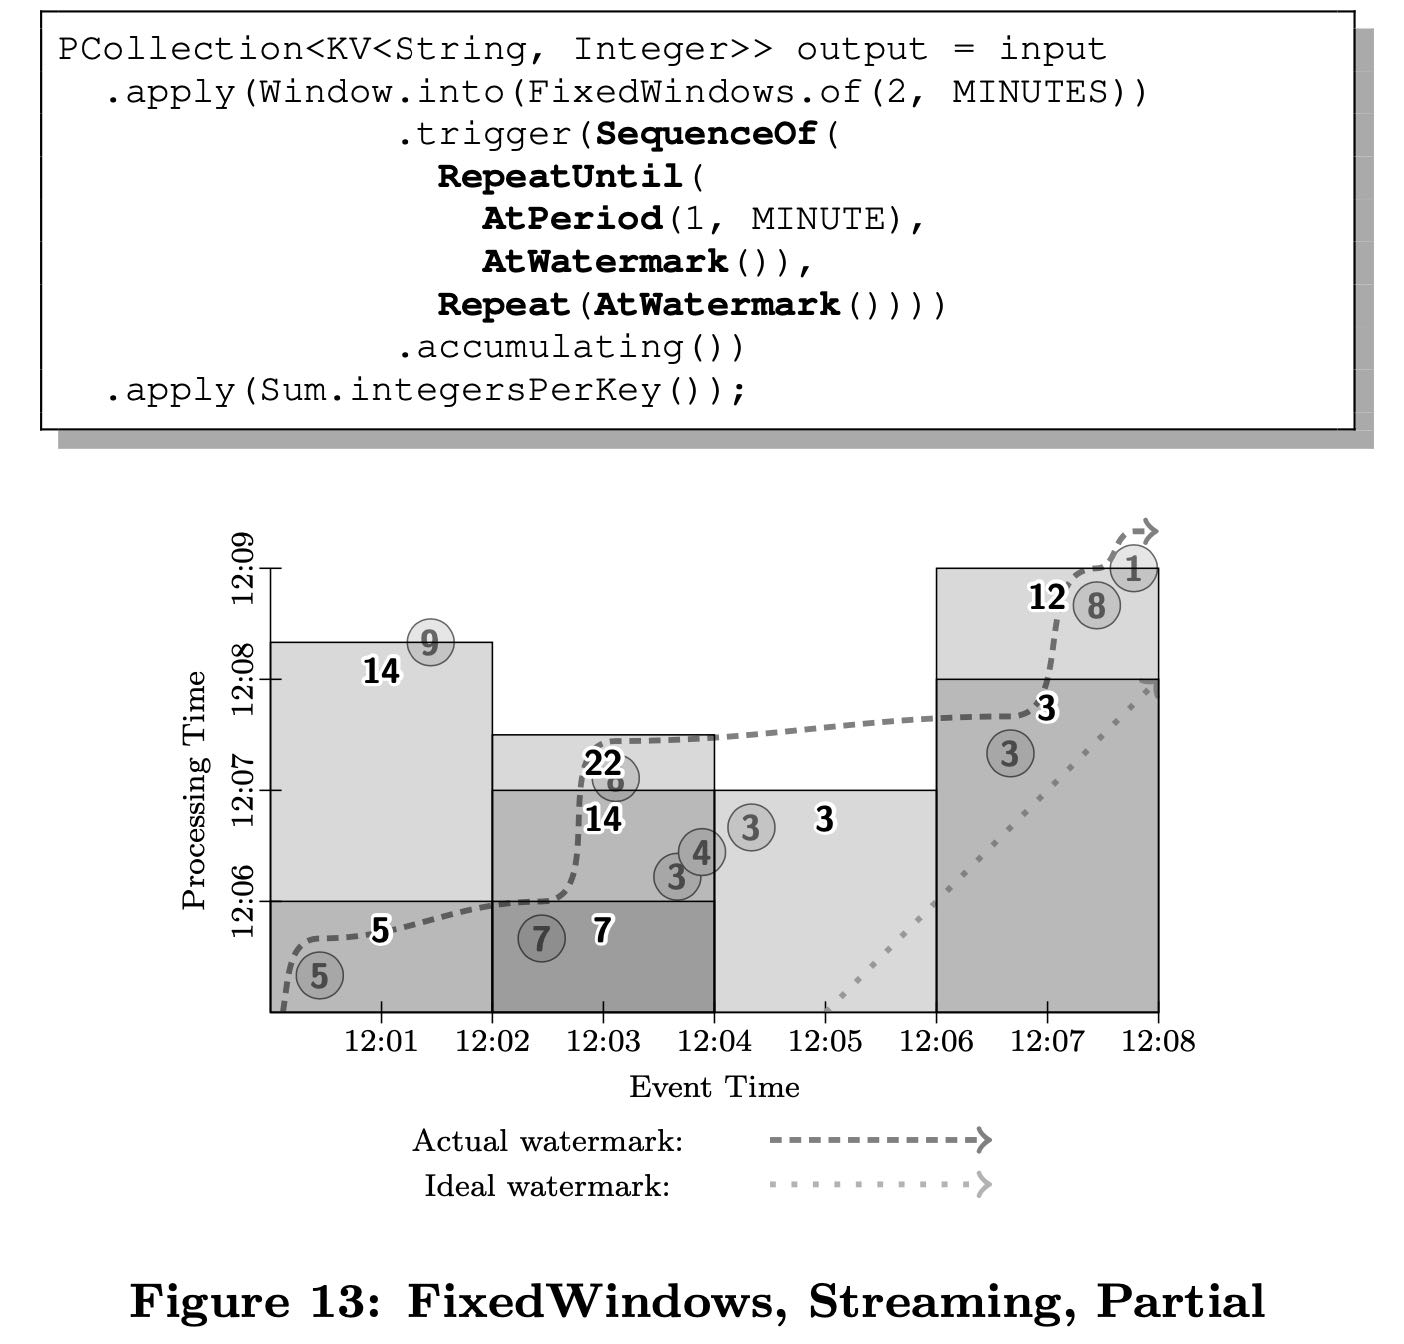 PCollection<KV<String, Integer>> output = input
.apply(Window.into(FixedWindows.of(2, MINUTES))
.trigger(SequenceOf(
RepeatUntil(
AtPeriod(1, MINUTE),
AtWatermark()),
Repeat(AtWatermark())))
.accumulating())
.apply(Sum.integersPerKey());
Processing Time
12:09
12:08
12:07
12:06
1
12
8
9
14
3
3
22
8
14
3
3
4
3
5
7
7
5
12:01 12:02 12:03 12:04 12:05 12:06 12:07 12:08
Event Time
Actual watermark:
Ideal watermark:
Figure 13: FixedWindows, Streaming, Partial